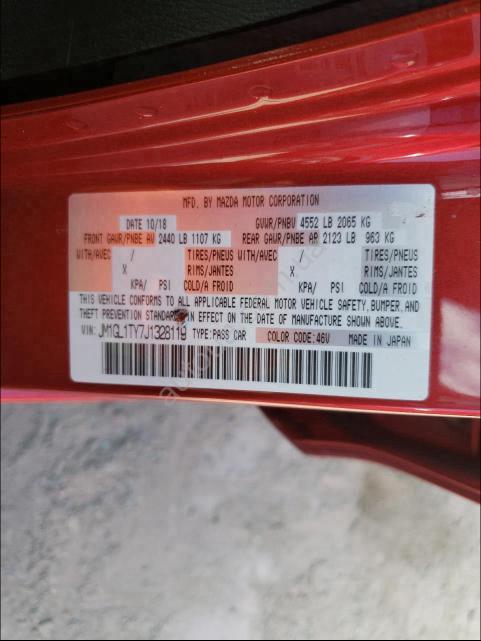 MFD. BY MAZDA MOTOR CORPORATION
DATE 10/18 GVWR/PNBV 4552 LB 2065 KG
FRONT GAWR/PNBE AV 2440 LB 1107 KG REAR GAWR/PNBE AR 2123 LB 963 KG
WITH/AVEC / TIRES/PNEUS WITH/AVEC / TIRES/PNEUS
X RIMS/JANTES X RIMS/JANTES
KPA/ PSI COLD/A FROID KPA/ PSI COLD/A FROID
THIS VEHICLE CONFORMS TO ALL APPLICABLE FEDERAL MOTOR VEHICLE SAFETY, BUMPER, AND
THEFT PREVENTION STANDARDS IN EFFECT ON THE DATE OF MANUFACTURE SHOWN ABOVE.
VIN: JM1GL1TY7J1328119 TYPE:PASS CAR COLOR CODE:46V MADE IN JAPAN